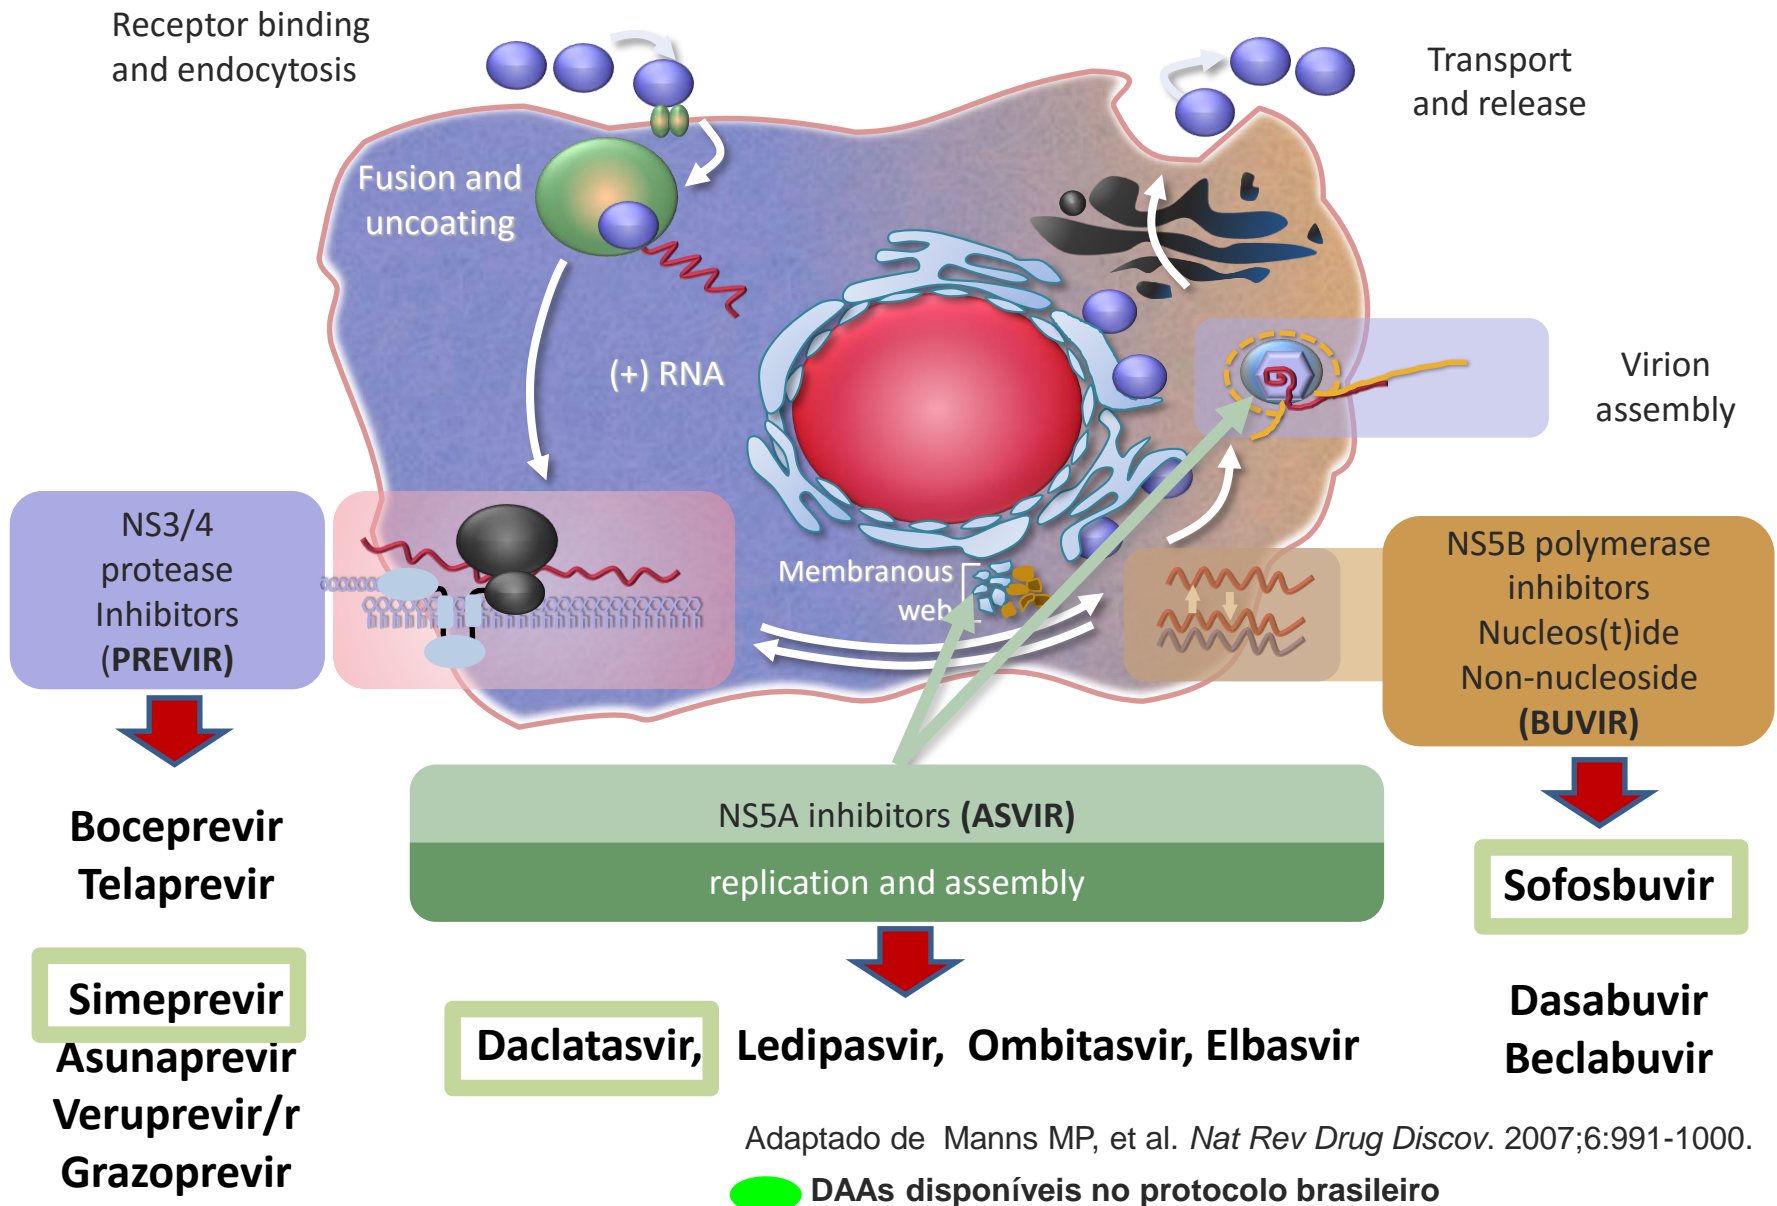 Receptor binding
and endocytosis
Transport
and release
Fusion and
uncoating
(+) RNA
Virion
assembly
NS3/4
protease
Inhibitors
(PREVIR)
Membranous
web
NS5B polymerase
inhibitors
Nucleos(t)ide
Non-nucleoside
(BUVIR)
NS5A inhibitors (ASVIR)
replication and assembly
Boceprevir
Telaprevir
Simeprevir
Asunaprevir
Veruprevir/r
Grazoprevir
Daclatasvir, Ledipasvir, Ombitasvir, Elbasvir
Sofosbuvir
Dasabuvir
Beclabuvir
Adaptado de Manns MP, et al. Nat Rev Drug Discov. 2007;6:991-1000.
DAAs disponíveis no protocolo brasileiro